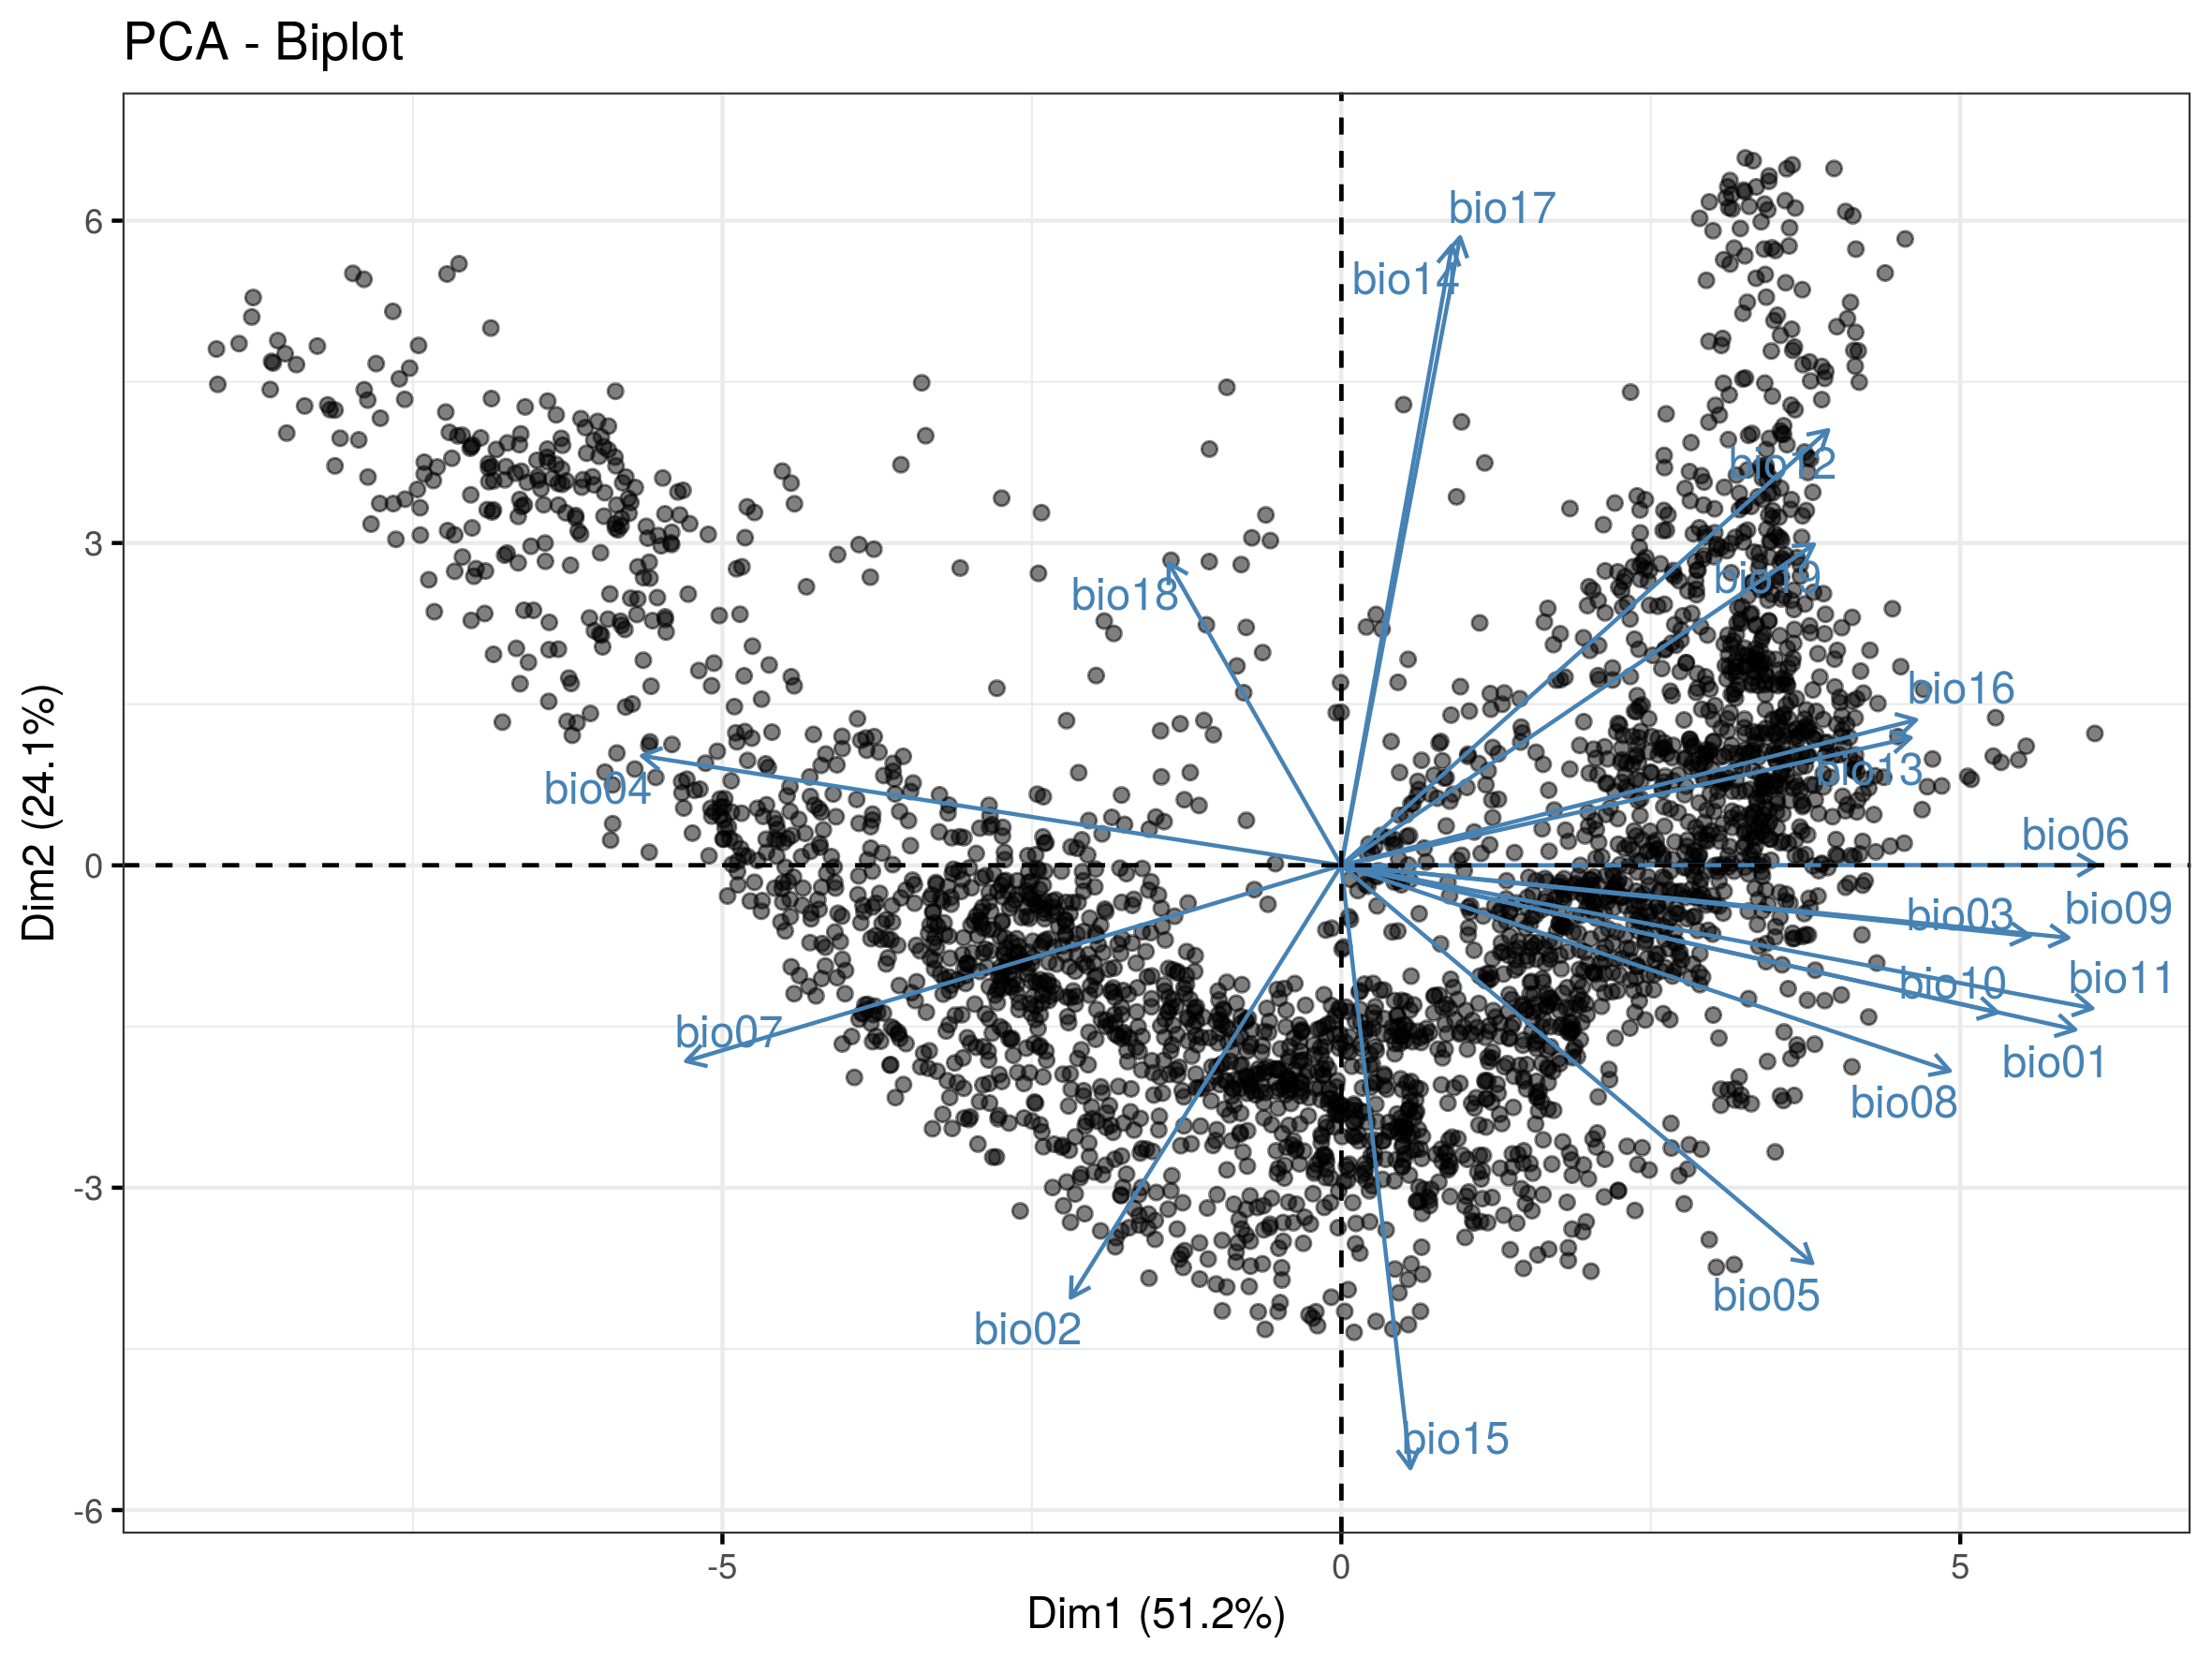 PCA - Biplot
bio17
bio14
bio12
bio19
bio18
bio16
bio13
bio04
bio06
bio09
bio03
bio10
bio11
bio07
bio01
bio08
bio05
bio02
bio15
6
3
0
-3
-6
-5
0
5
Dim1 (51.2%)
Dim2 (24.1%)